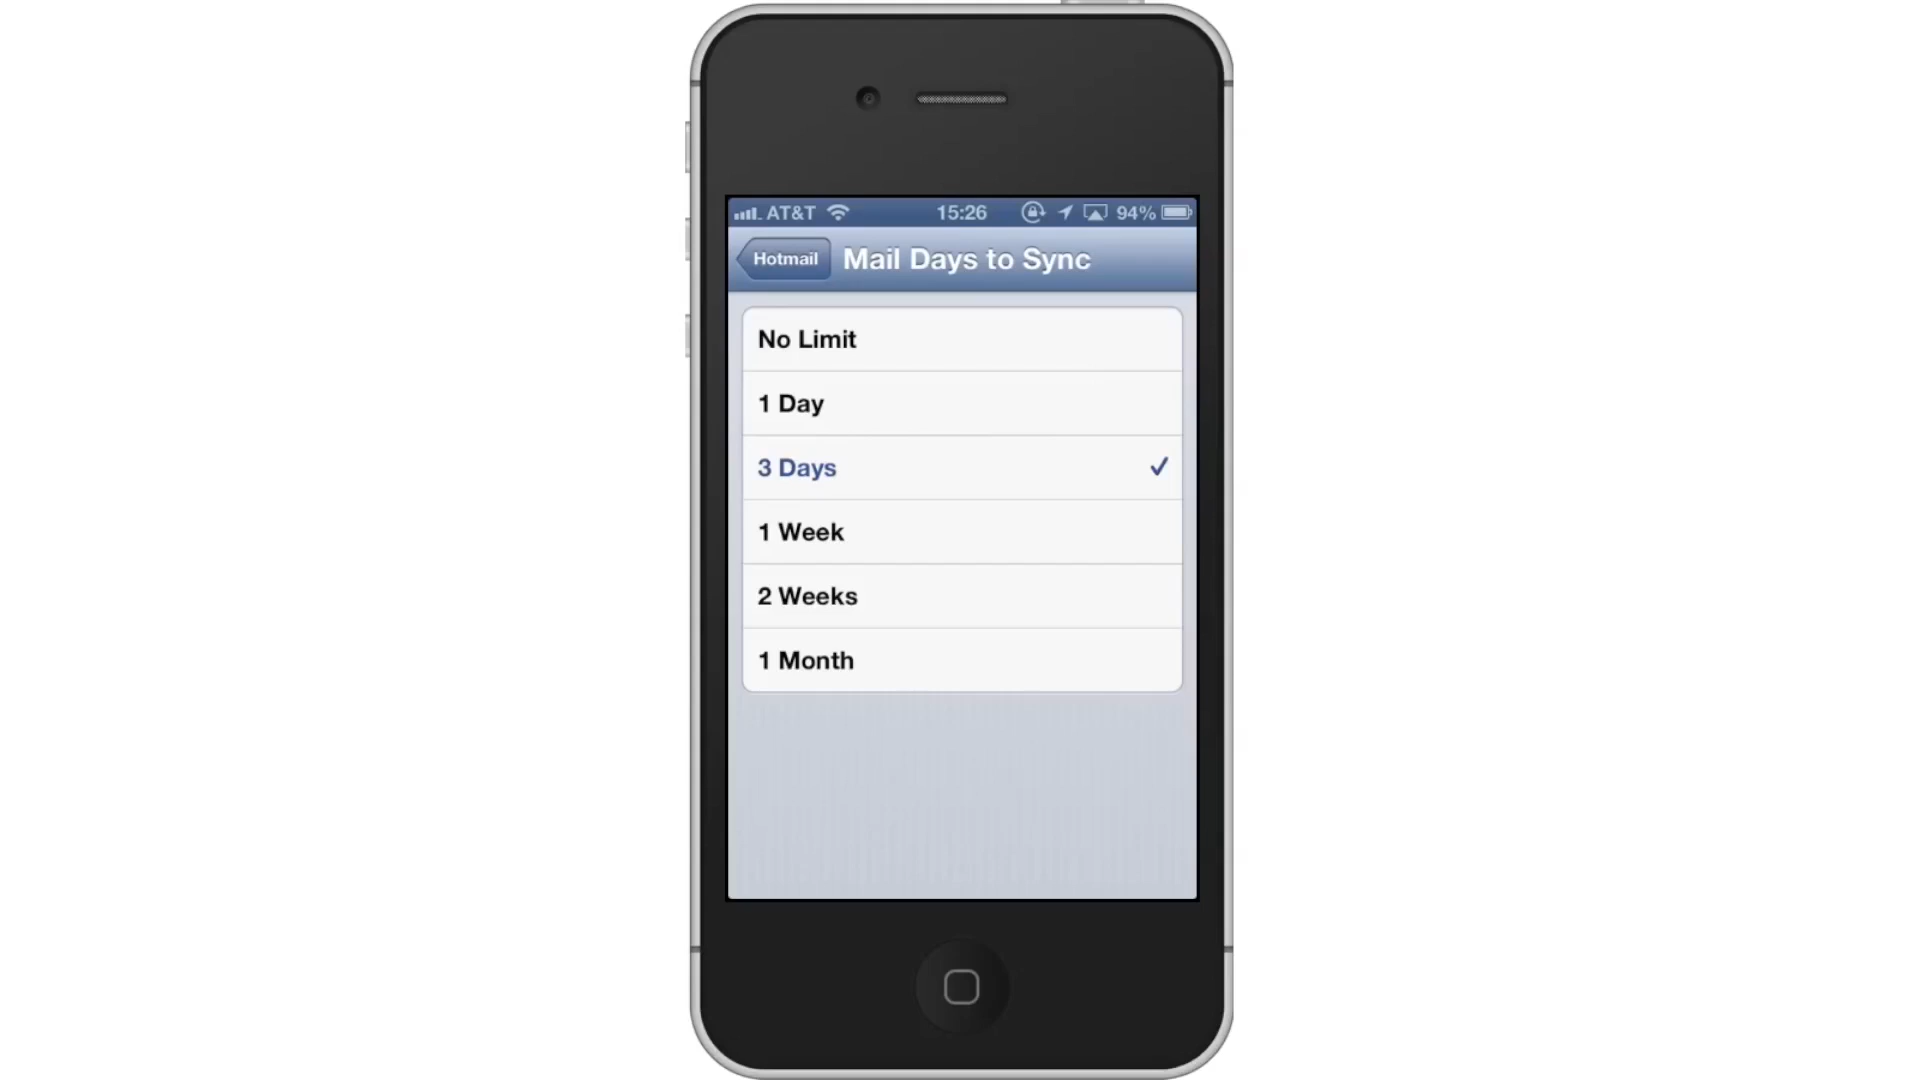 AT&T 15:26 94%
Hotmail Mail Days to Sync
No Limit
1 Day
3 Days
1 Week
2 Weeks
1 Month